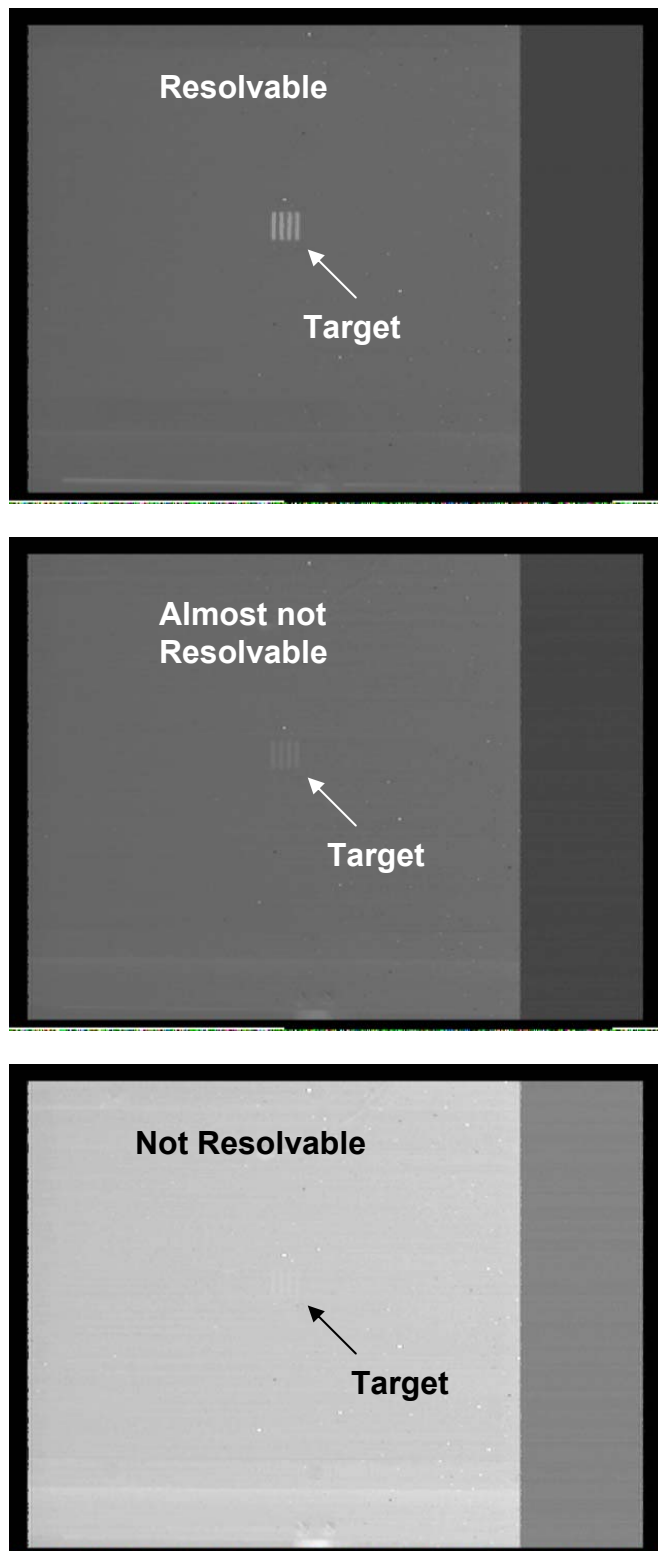 Resolvable
Target
Almost not
Resolvable
Target
Not Resolvable
Target